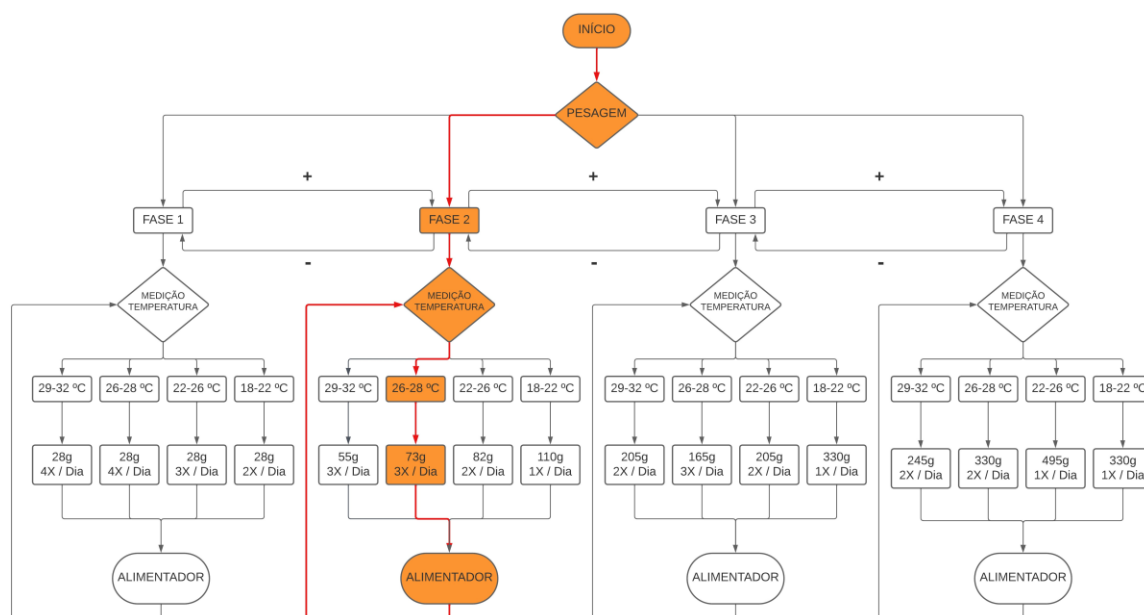 INÍCIO
PESAGEM
+
+
+
FASE 1
FASE 2
FASE 3
FASE 4
-
-
-
MEDIÇÃO
TEMPERATURA
MEDIÇÃO
TEMPERATURA
MEDIÇÃO
TEMPERATURA
MEDIÇÃO
TEMPERATURA
29-32 ºC
26-28 ºC
22-26 ºC
18-22 ºC
29-32 ºC
26-28 ºC
22-26 ºC
18-22 ºC
29-32 ºC
26-28 ºC
22-26 ºC
18-22 ºC
29-32 ºC
26-28 ºC
22-26 ºC
18-22 ºC
28g
4X / Dia
28g
4X / Dia
28g
3X / Dia
28g
2X / Dia
55g
3X / Dia
73g
3X / Dia
82g
2X / Dia
110g
1X / Dia
205g
2X / Dia
165g
3X / Dia
205g
2X / Dia
330g
1X / Dia
245g
2X / Dia
330g
2X / Dia
495g
1X / Dia
330g
1X / Dia
ALIMENTADOR
ALIMENTADOR
ALIMENTADOR
ALIMENTADOR